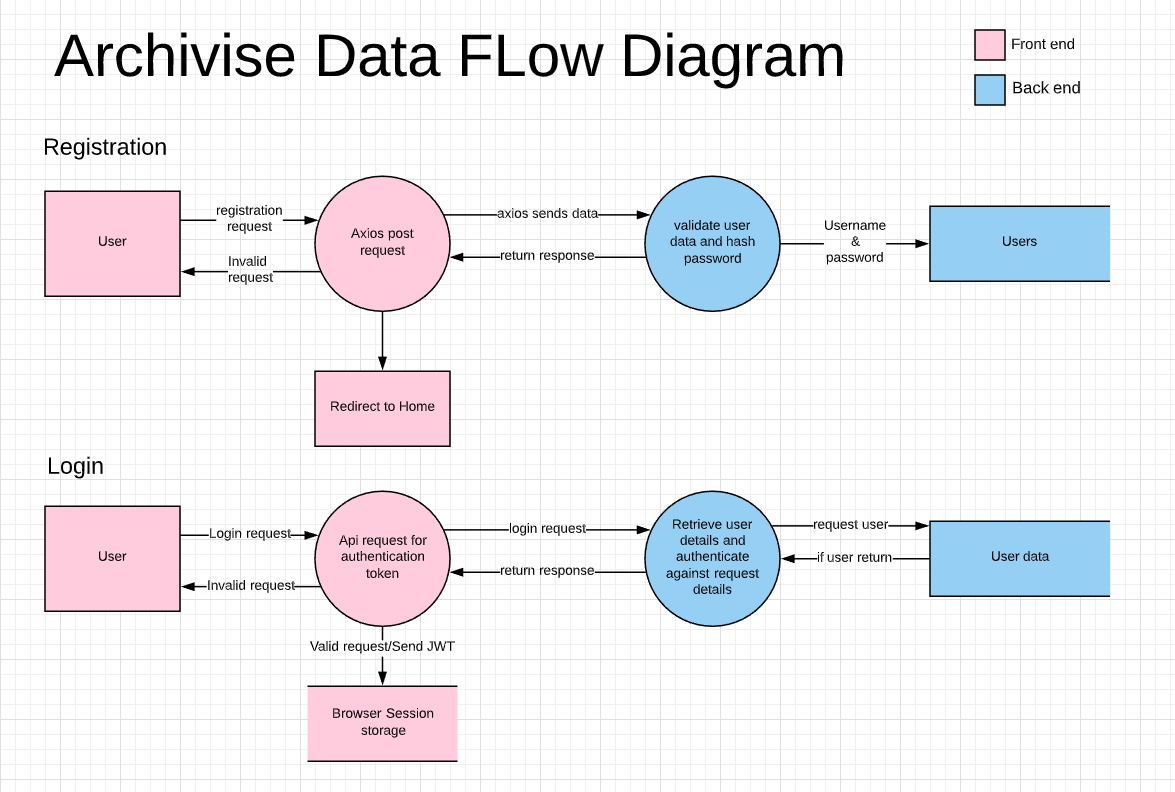 Archivise Data FLow Diagram
Front end
Back end
Registration
User
registration
request
Invalid
request
Axios post
request
axios sends data
return response
validate user
data and hash
password
Username
&
password
Users
Redirect to Home
Login
User
Login request
Invalid request
Api request for
authentication
token
login request
return response
Retrieve user
details and
authenticate
against request
details
request user
if user return
User data
Valid request/Send JWT
Browser Session
storage